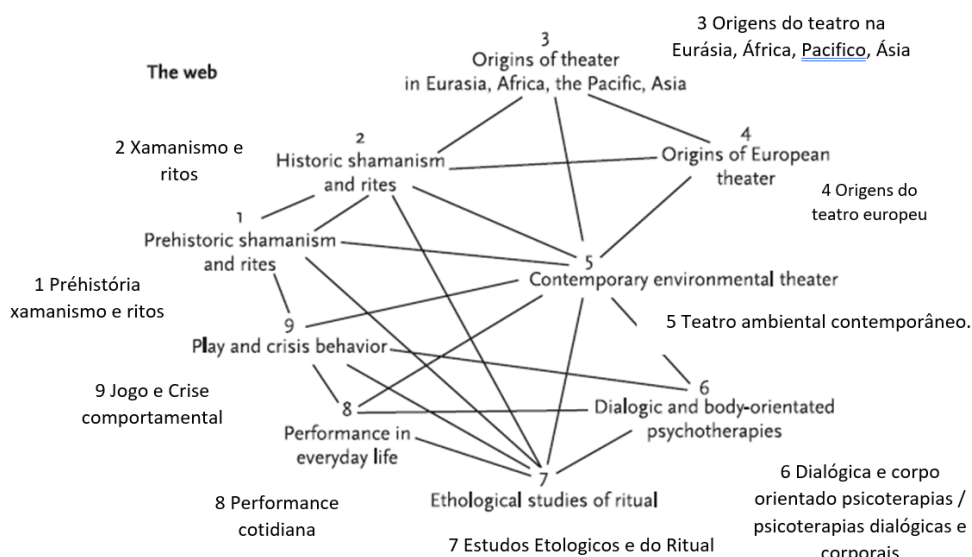 3 Origens do teatro na
Eurásia, África, Pacifico, Ásia
The web
3
Origins of theater
in Eurasia, Africa, the Pacific, Asia
2 Xamanismo e
ritos
2
Historic shamanism
and rites
4
Origins of European
theater
4 Origens do
teatro europeu
1
Prehistoric shamanism
and rites
5
Contemporary environmental theater
1 Préhistória
xamanismo e ritos
5 Teatro ambiental contemporâneo.
9
Play and crisis behavior
9 Jogo e Crise
comportamental
6
Dialogic and body-orientated
psychotherapies
8
Performance in
everyday life
7
Ethological studies of ritual
6 Dialógica e corpo
orientado psicoterapias /
psicoterapias dialógicas e
corporais
8 Performance
cotidiana
7 Estudos Etologicos e do Ritual